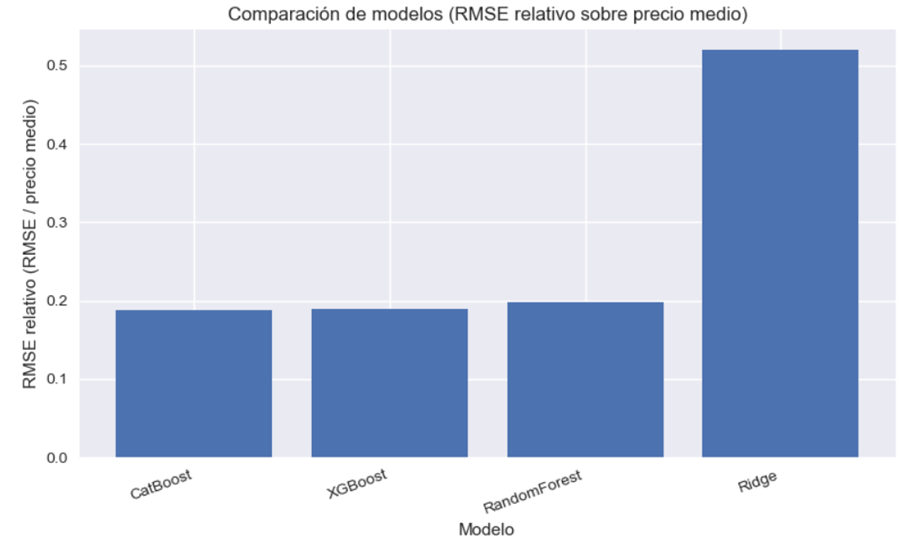 Comparación de modelos (RMSE relativo sobre precio medio)
RMSE relativo (RMSE / precio medio)
0.5
0.4
0.3
0.2
0.1
0.0
CatBoost
XGBoost
RandomForest
Ridge
Modelo